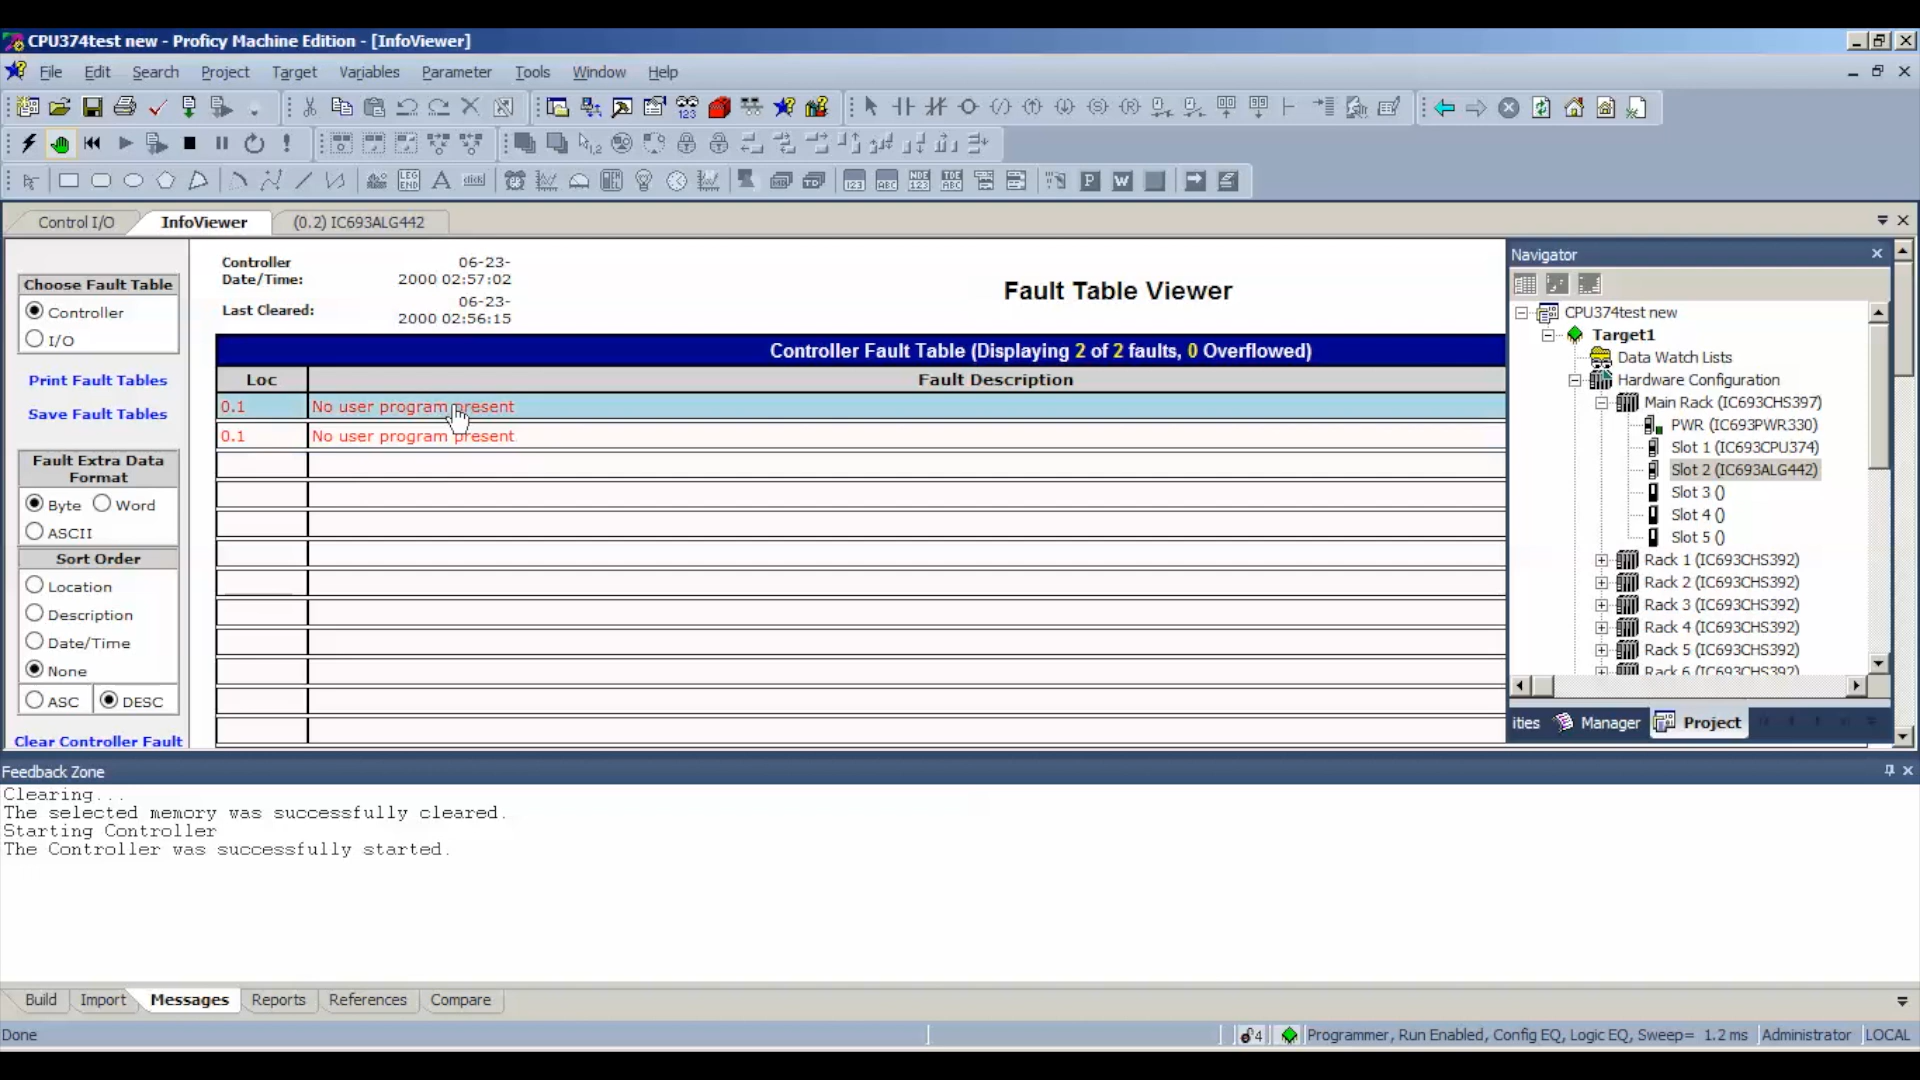 CPU374test new - Proficy Machine Edition - [InfoViewer]
File Edit Search Project Target Variables Parameter Tools Window Help
Control I/O InfoViewer (0.2) IC693ALG442
Choose Fault Table
Controller
I/O
Print Fault Tables
Save Fault Tables
Fault Extra Data
Format
Byte Word
ASCII
Sort Order
Location
Description
Date/Time
None
ASC DESC
Clear Controller Fault
Controller
Date/Time:
06-23-
2000 02:57:02
Last Cleared:
06-23-
2000 02:56:15
Fault Table Viewer
Controller Fault Table (Displaying 2 of 2 faults, 0 Overflowed)
Loc Fault Description
0.1 No user program present
0.1 No user program present
Navigator
CPU374test new
Target1
Data Watch Lists
Hardware Configuration
Main Rack (IC693CHS397)
PWR (IC693PWR330)
Slot 1 (IC693CPU374)
Slot 2 (IC693ALG442)
Slot 3 ()
Slot 4 ()
Slot 5 ()
Rack 1 (IC693CHS392)
Rack 2 (IC693CHS392)
Rack 3 (IC693CHS392)
Rack 4 (IC693CHS392)
Rack 5 (IC693CHS392)
Rack 6 (IC693CHS392)
ities Manager Project
Feedback Zone
Clearing...
The selected memory was successfully cleared.
Starting Controller
The Controller was successfully started.
Build Import Messages Reports References Compare
Done
4 Programmer, Run Enabled, Config EQ, Logic EQ, Sweep= 1.2 ms Administrator LOCAL